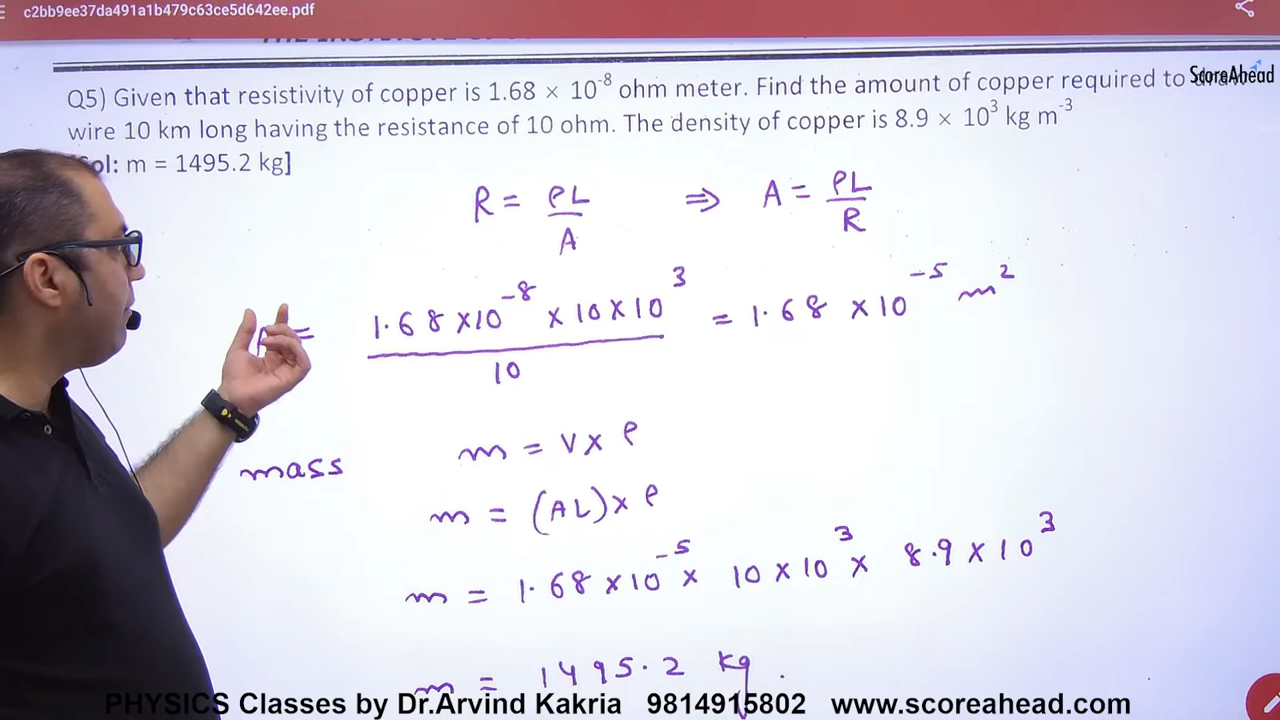 c2bb9ee37da491a1b479c63ce5d642ee.pdf
ScoreAhead
Q5) Given that resistivity of copper is 1.68 × 10⁻⁸ ohm meter. Find the amount of copper required to
wire 10 km long having the resistance of 10 ohm. The density of copper is 8.9 × 10³ kg m⁻³
m = 1495.2 kg]
R = ρL/A ⇒ A = ρL/R
= 1.68 × 10⁻⁸ × 10 × 10³ / 10 = 1.68 × 10⁻⁵ m²
m = V × ρ
mass
m = (AL) × ρ
m = 1.68 × 10⁻⁵ × 10 × 10³ × 8.9 × 10³
m = 1495.2 kg.
PHYSICS Classes by Dr.Arvind Kakria 9814915802 www.scoreahead.com